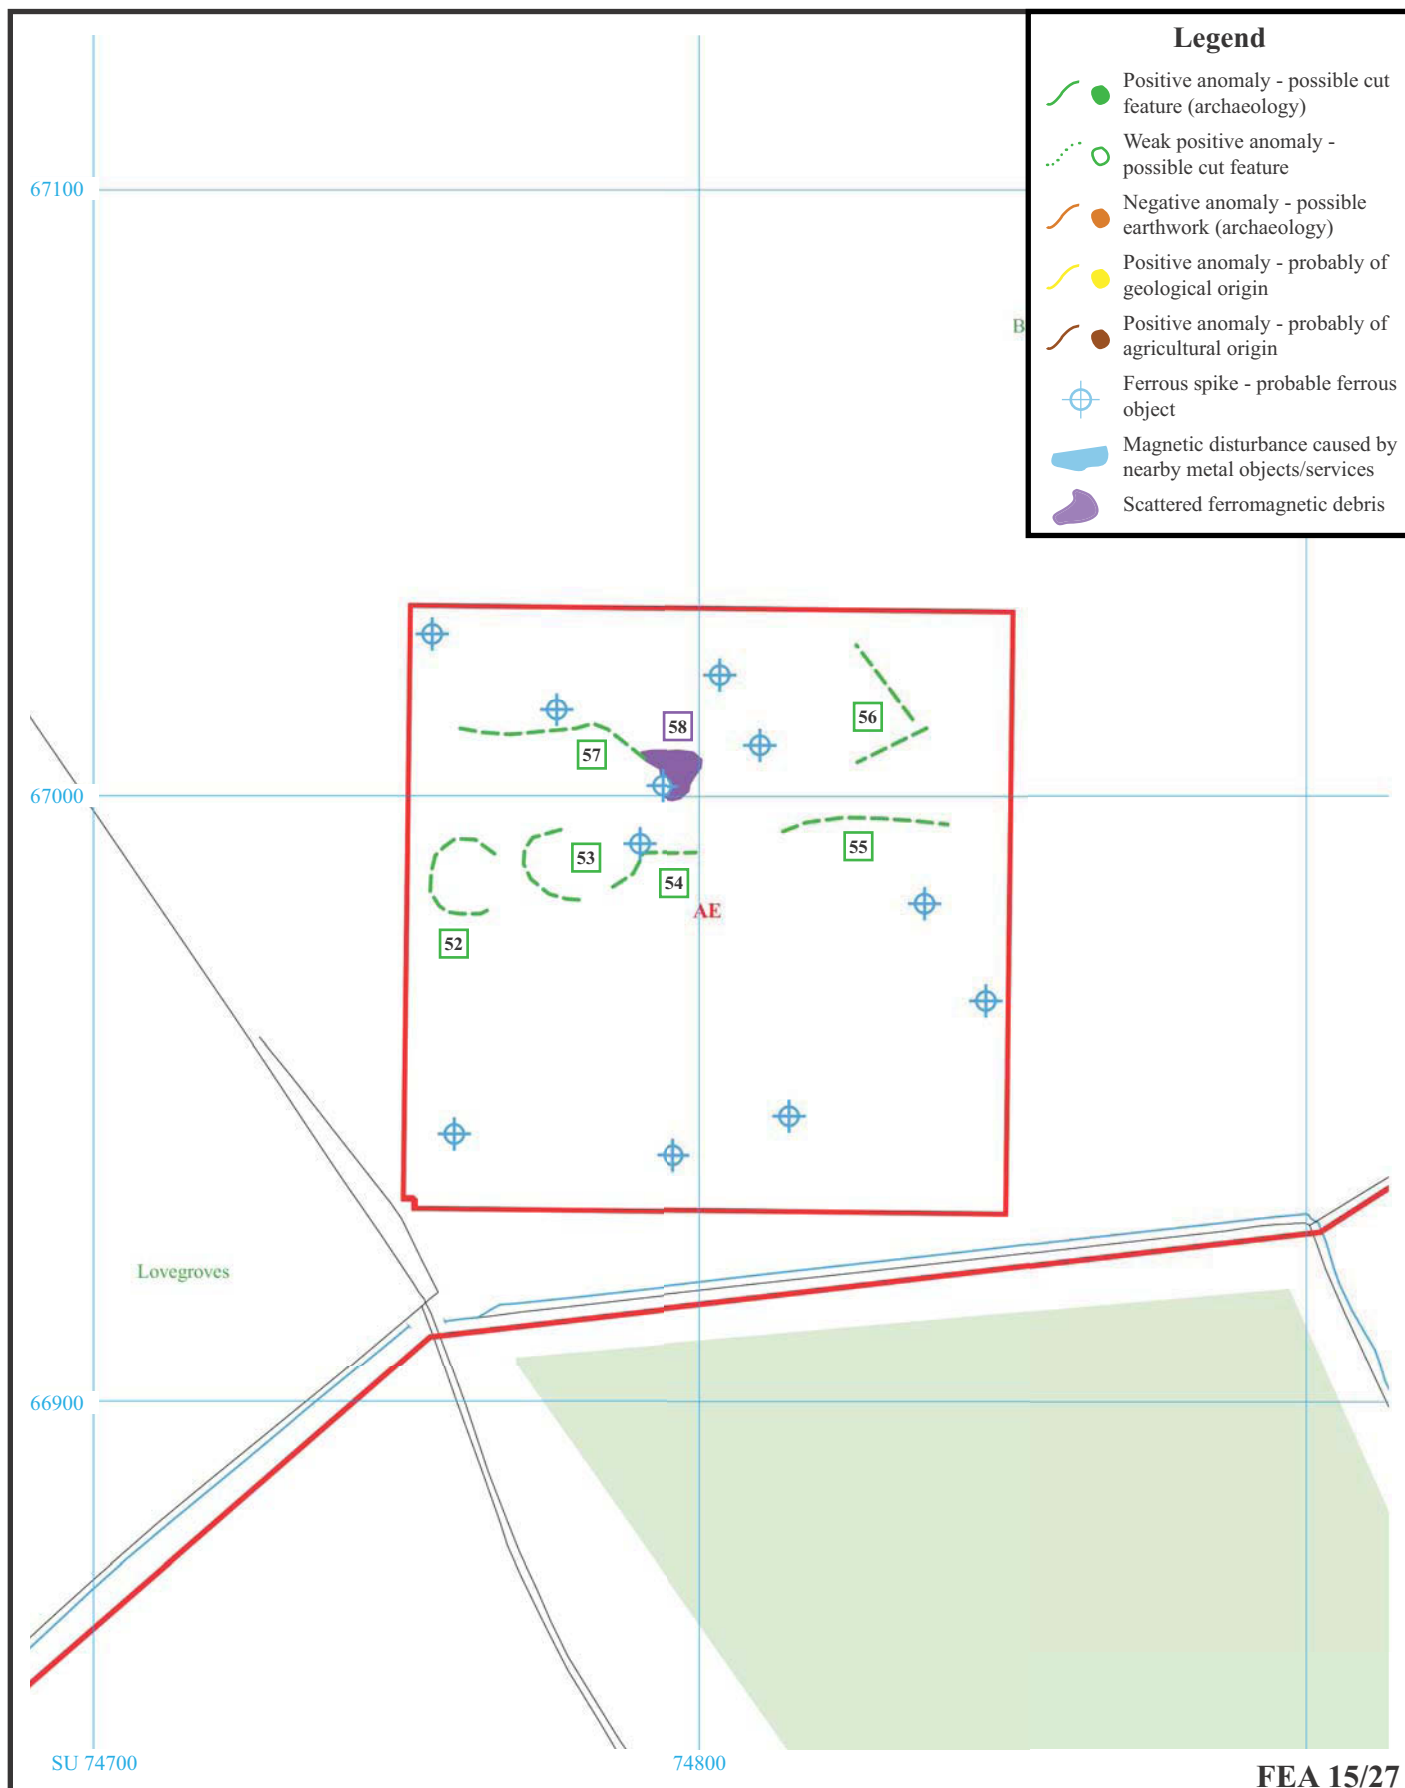 Legend
Positive anomaly - possible cut
feature (archaeology)
Weak positive anomaly -
possible cut feature
Negative anomaly - possible
earthwork (archaeology)
Positive anomaly - probably of
geological origin
Positive anomaly - probably of
agricultural origin
Ferrous spike - probable ferrous
object
Magnetic disturbance caused by
nearby metal objects/services
Scattered ferromagnetic debris
67100
B
58
56
57
67000
55
53
54
AE
52
Lovegroves
66900
SU 74700
74800
FEA 15/27